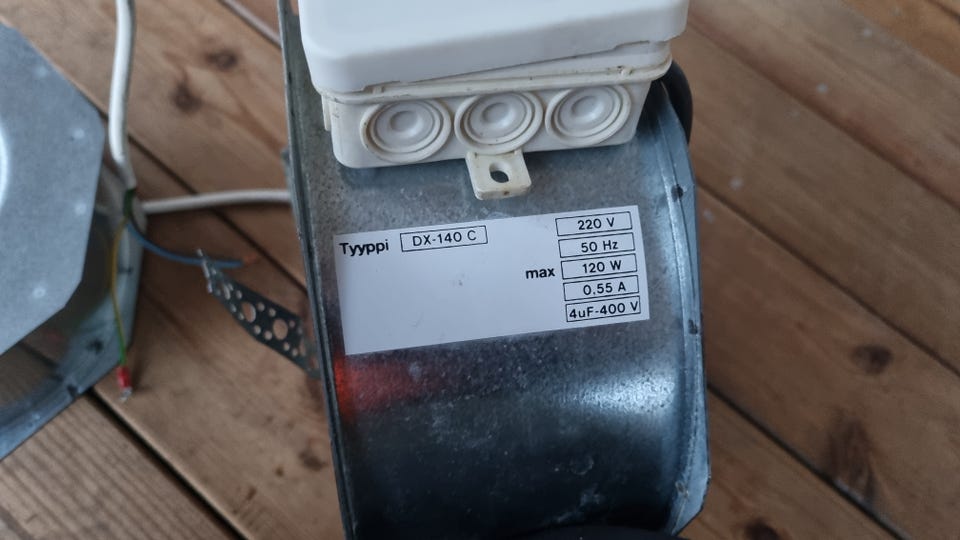 Tyyppi DX-140 C
220 V
50 Hz
max 120 W
0,55 A
4uF-400 V